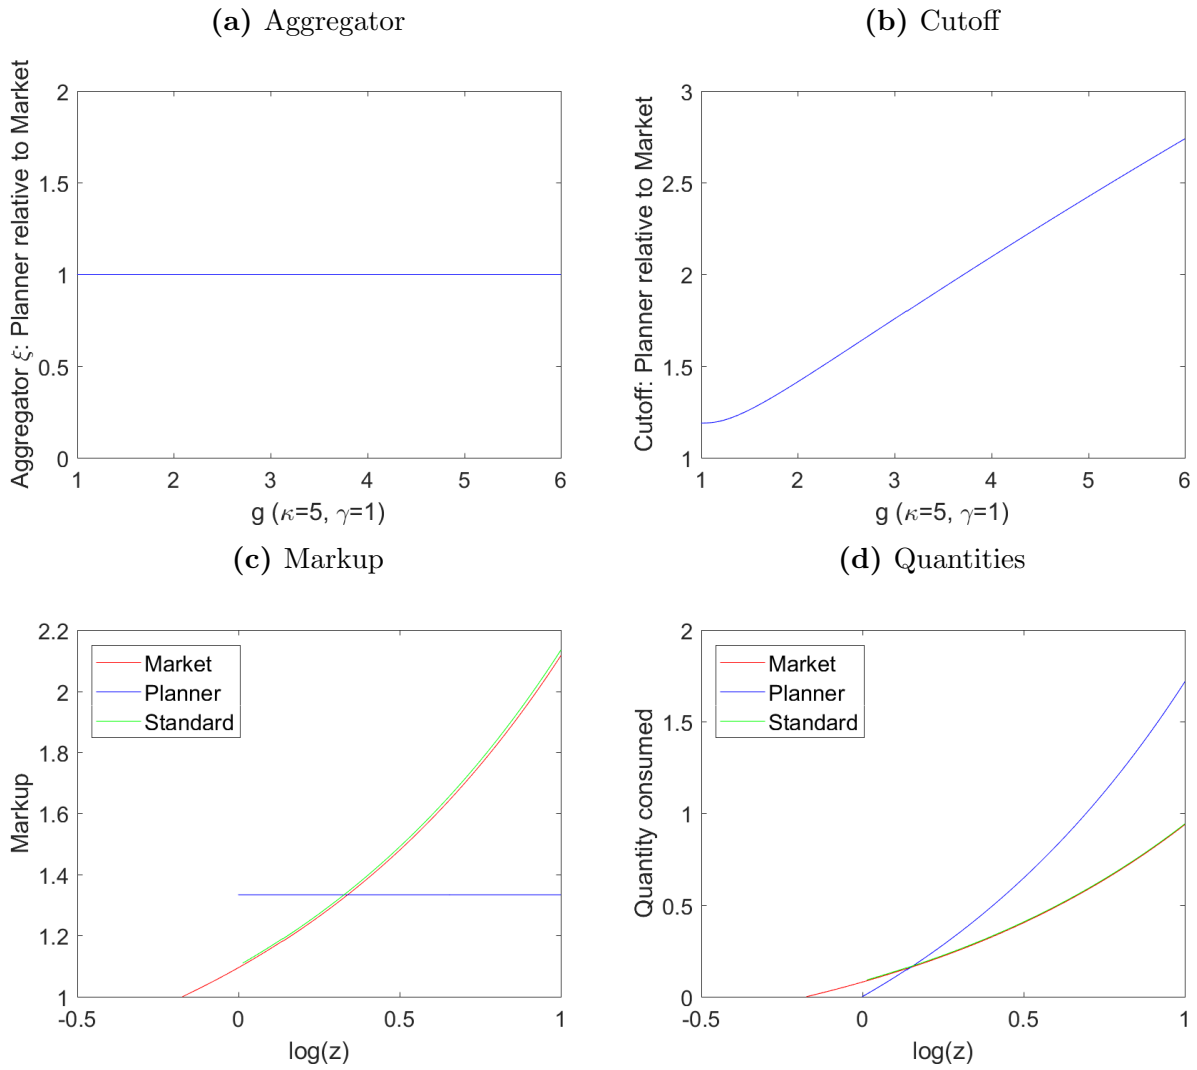 (a) Aggregator
Aggregator ξ: Planner relative to Market
2
1.5
1
0.5
0
1 2 3 4 5 6
g (κ=5, γ=1)
(b) Cutoff
Cutoff: Planner relative to Market
3
2.5
2
1.5
1
1 2 3 4 5 6
g (κ=5, γ=1)
(c) Markup
Markup
2.2
2
1.8
1.6
1.4
1.2
1
Market
Planner
Standard
-0.5 0 0.5 1
log(z)
(d) Quantities
Quantity consumed
2
1.5
1
0.5
0
Market
Planner
Standard
-0.5 0 0.5 1
log(z)